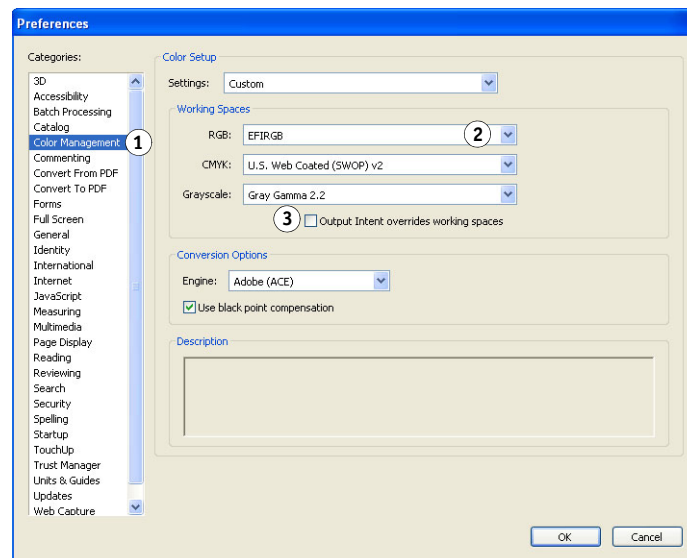 Preferences
Categories:
3D
Accessibility
Batch Processing
Catalog
Color Management
Commenting
Convert From PDF
Convert To PDF
Forms
Full Screen
General
Identity
International
Internet
JavaScript
Measuring
Multimedia
Page Display
Reading
Reviewing
Search
Security
Spelling
Startup
TouchUp
Trust Manager
Units & Guides
Updates
Web Capture
1
Color Setup
Settings: Custom
Working Spaces
RGB: EFIRGB 2
CMYK: U.S. Web Coated (SWOP) v2
Grayscale: Gray Gamma 2.2
3 Output Intent overrides working spaces
Conversion Options
Engine: Adobe (ACE)
Use black point compensation
Description
OK Cancel